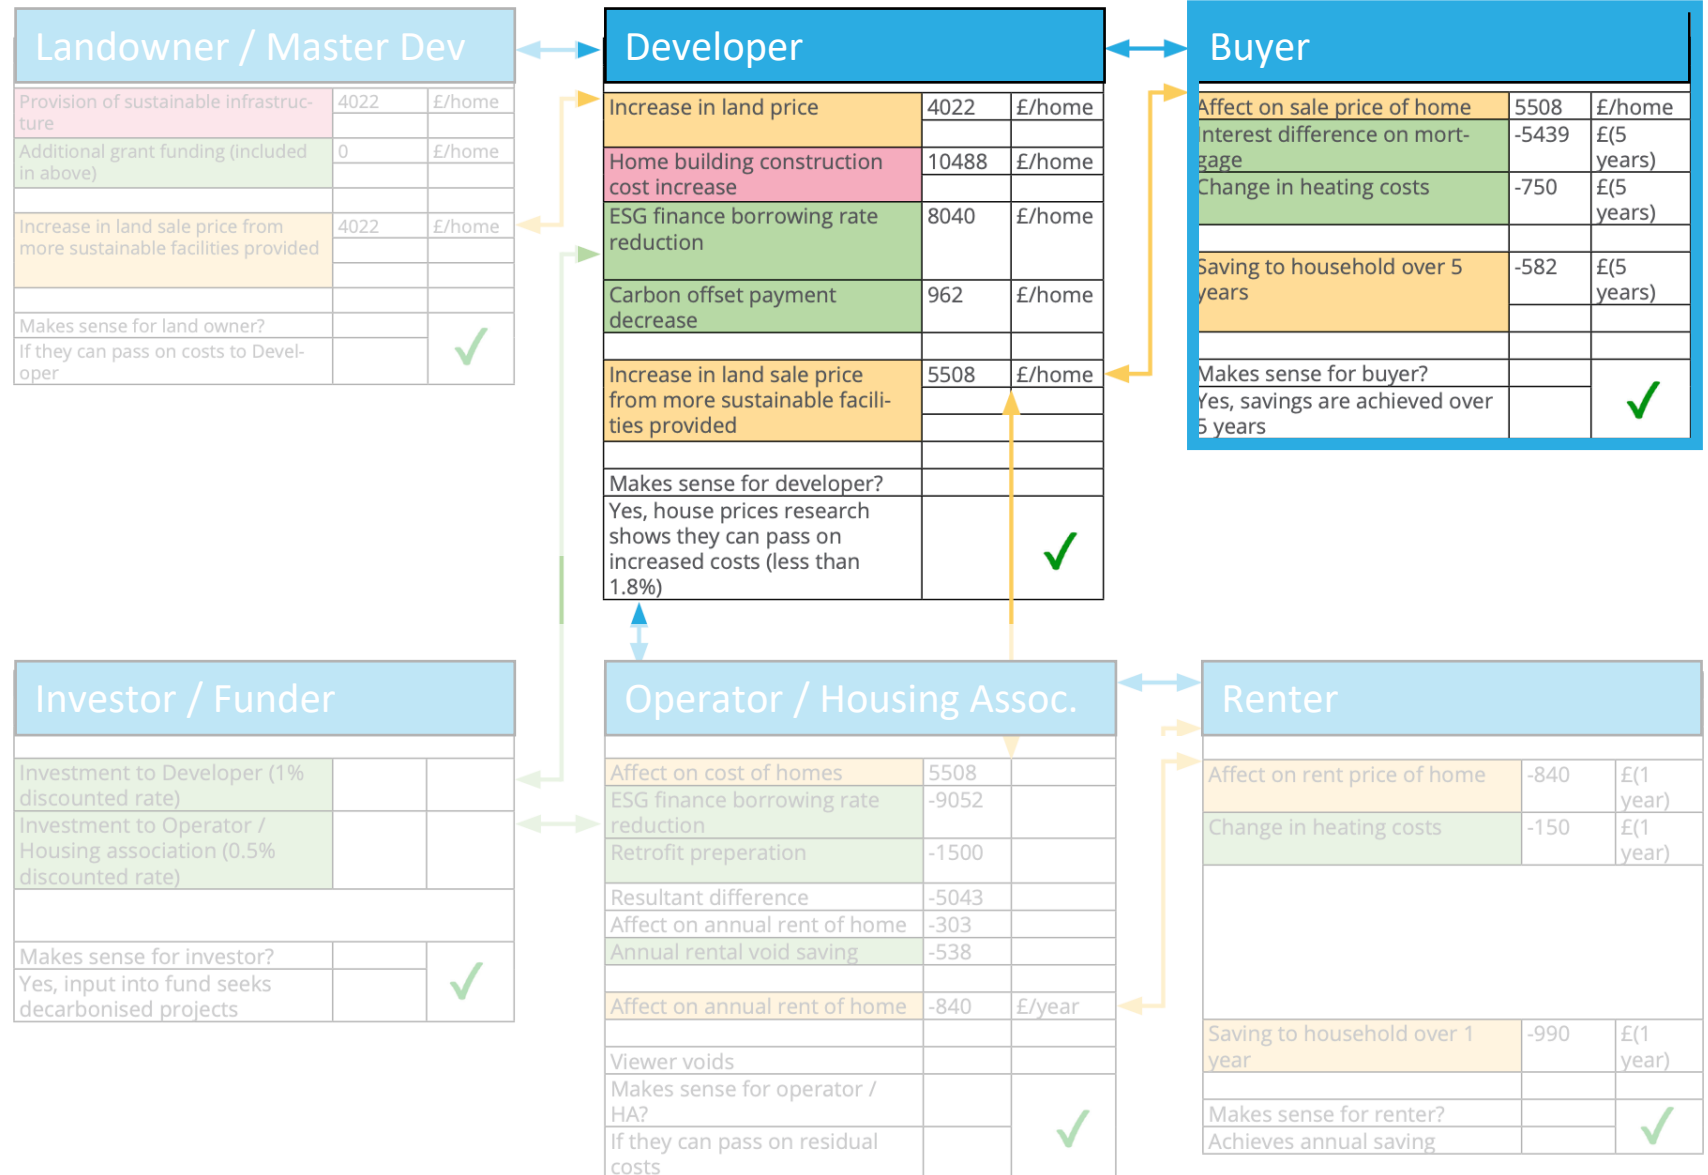 Landowner / Master Dev
Provision of sustainable infrastruc-
ture
4022
£/home
Additional grant funding (included
in above)
0
£/home
Increase in land sale price from
more sustainable facilities provided
4022
£/home
Makes sense for land owner?
If they can pass on costs to Devel-
oper
Developer
Increase in land price
4022
£/home
Home building construction
cost increase
10488
£/home
ESG finance borrowing rate
reduction
8040
£/home
Carbon offset payment
decrease
962
£/home
Increase in land sale price
from more sustainable facili-
ties provided
5508
£/home
Makes sense for developer?
Yes, house prices research
shows they can pass on
increased costs (less than
1.8%)
Buyer
Affect on sale price of home
5508
£/home
Interest difference on mort-
gage
-5439
£(5
years)
Change in heating costs
-750
£(5
years)
Saving to household over 5
years
-582
£(5
years)
Makes sense for buyer?
Yes, savings are achieved over
5 years
Investor / Funder
Investment to Developer (1%
discounted rate)
Investment to Operator /
Housing association (0.5%
discounted rate)
Makes sense for investor?
Yes, input into fund seeks
decarbonised projects
Operator / Housing Assoc.
Affect on cost of homes
5508
ESG finance borrowing rate
reduction
-9052
Retrofit preperation
-1500
Resultant difference
-5043
Affect on annual rent of home
-303
Annual rental void saving
-538
Affect on annual rent of home
-840
£/year
Viewer voids
Makes sense for operator /
HA?
If they can pass on residual
costs
Renter
Affect on rent price of home
-840
£(1
year)
Change in heating costs
-150
£(1
year)
Saving to household over 1
year
-990
£(1
year)
Makes sense for renter?
Achieves annual saving